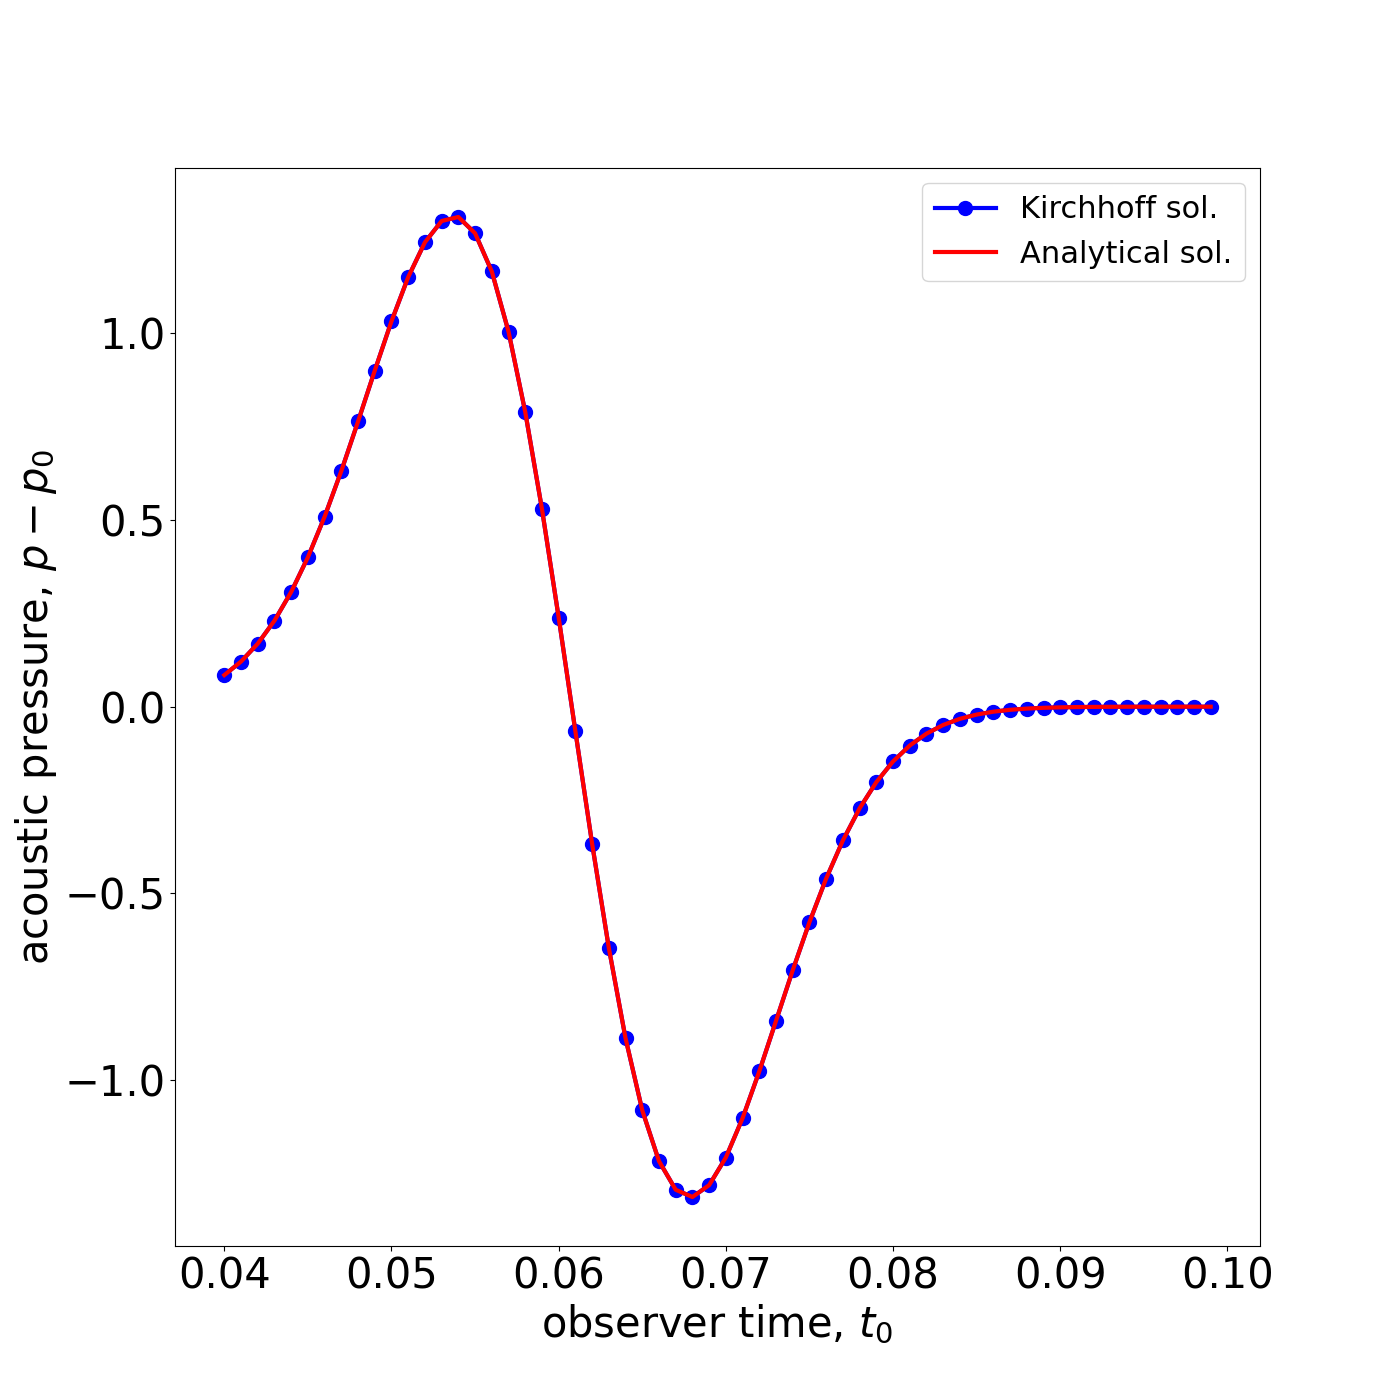 Kirchhoff sol.
Analytical sol.
acoustic pressure, p − p₀
1.0
0.5
0.0
−0.5
−1.0
0.04 0.05 0.06 0.07 0.08 0.09 0.10
observer time, t₀